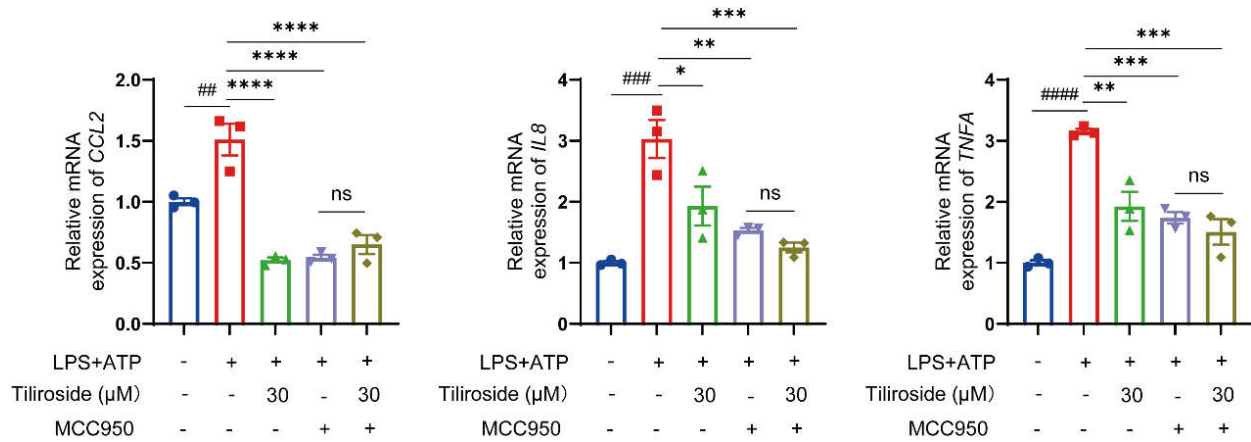 Relative mRNA
expression of CCL2
2.0
1.5
1.0
0.5
0.0
##
****
****
****
ns
LPS+ATP - + + + +
Tiliroside (μM) - - 30 - 30
MCC950 - - - + +
Relative mRNA
expression of IL8
4
3
2
1
0
###
*
**
***
ns
LPS+ATP - + + + +
Tiliroside (μM) - - 30 - 30
MCC950 - - - + +
Relative mRNA
expression of TNFA
4
3
2
1
0
####
**
***
***
ns
LPS+ATP - + + + +
Tiliroside (μM) - - 30 - 30
MCC950 - - - + +